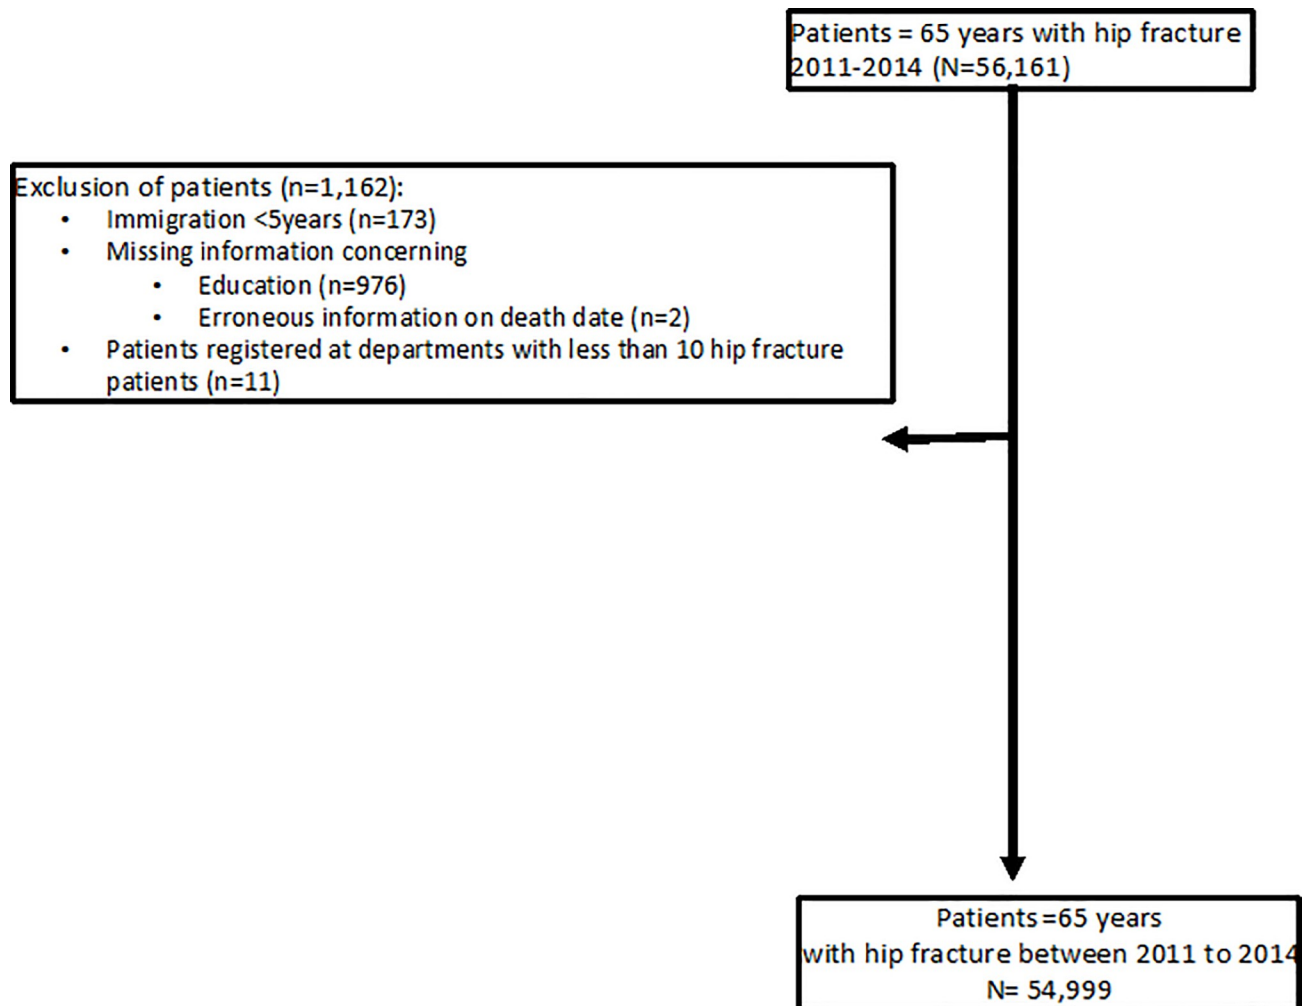 Patients = 65 years with hip fracture
2011-2014 (N=56,161)
Exclusion of patients (n=1,162):
• Immigration <5years (n=173)
• Missing information concerning
• Education (n=976)
• Erroneous information on death date (n=2)
• Patients registered at departments with less than 10 hip fracture
patients (n=11)
Patients =65 years
with hip fracture between 2011 to 2014
N= 54,999